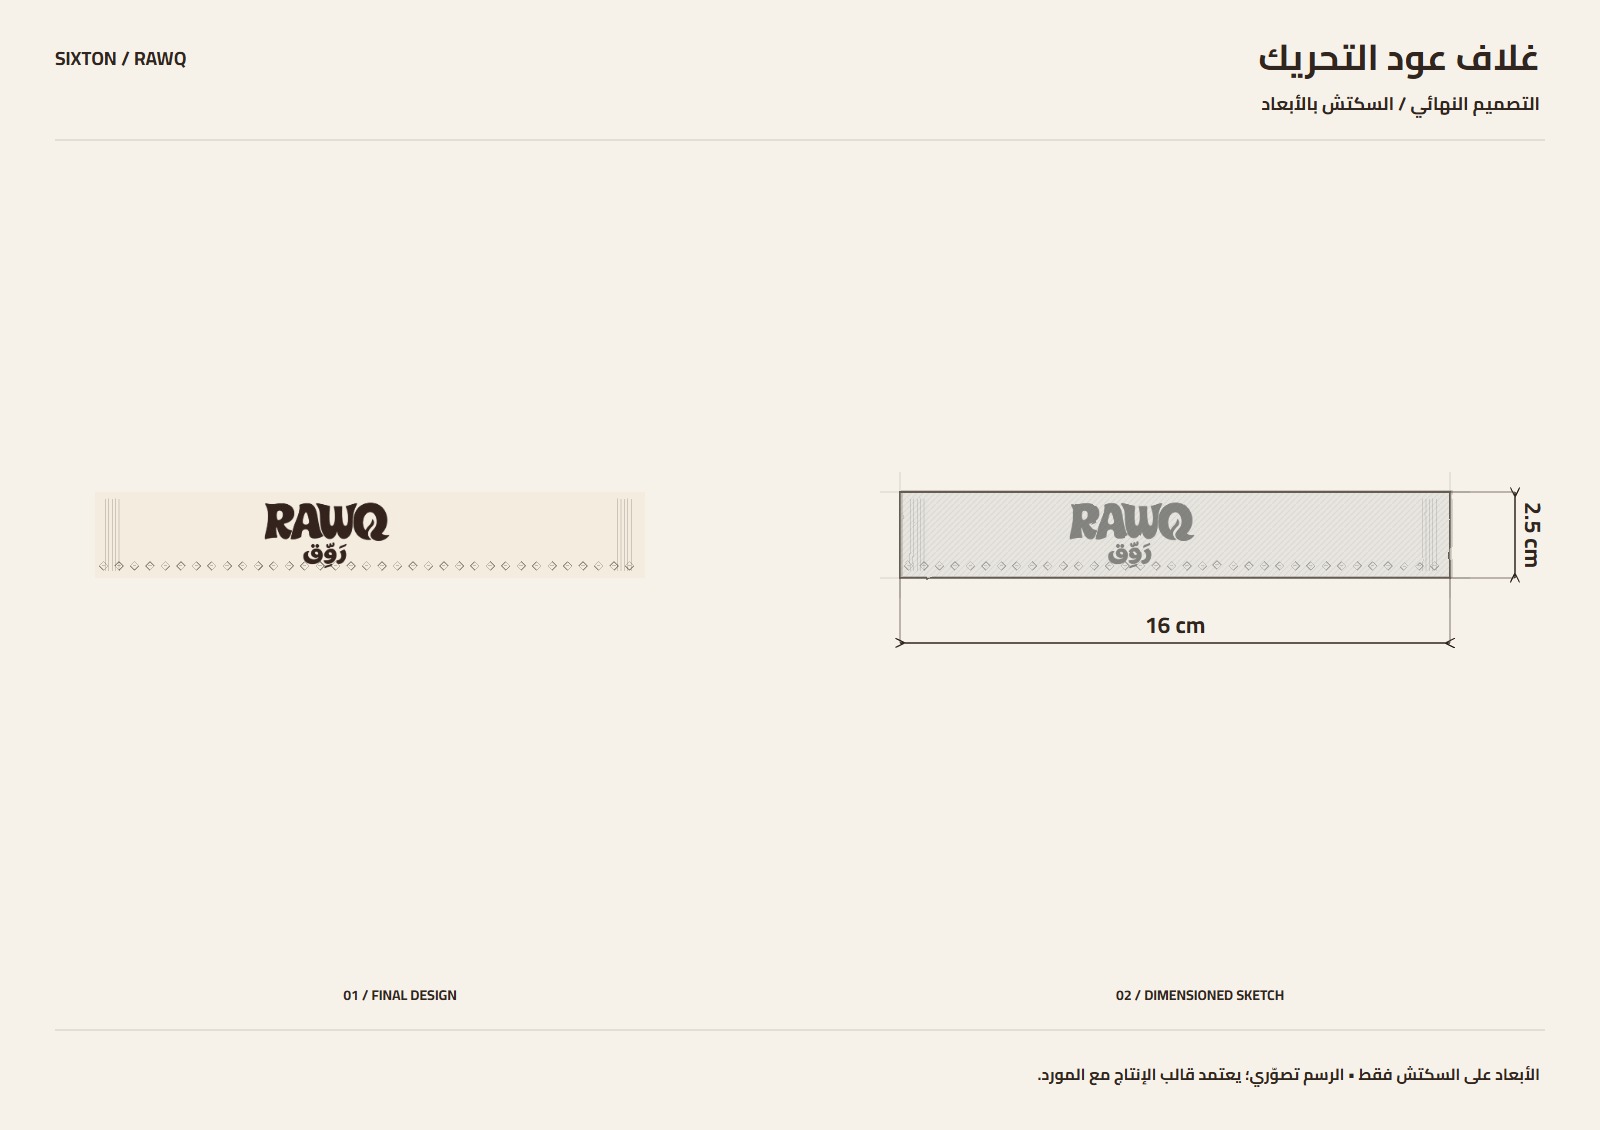 غلاف عود التحريك
SIXTON / RAWQ
التصميم النهائي / السكتش بالأبعاد
RAWQ
رَوِّق
RAWQ
رَوِّق
2.5 cm
16 cm
01 / FINAL DESIGN
02 / DIMENSIONED SKETCH
الأبعاد على السكتش فقط • الرسم تصوّري؛ يعتمد قالب الإنتاج مع المورد.